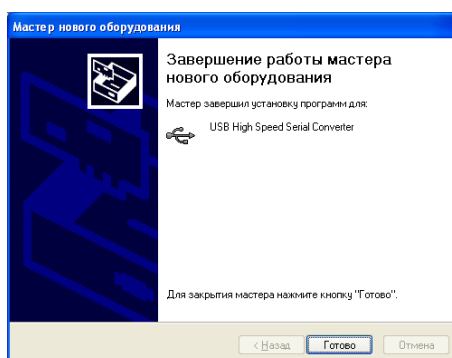 Мастер нового оборудования
Завершение работы мастера
нового оборудования
Мастер завершил установку программ для:
USB High Speed Serial Converter
Для закрытия мастера нажмите кнопку "Готово".
< Назад
Готово
Отмена